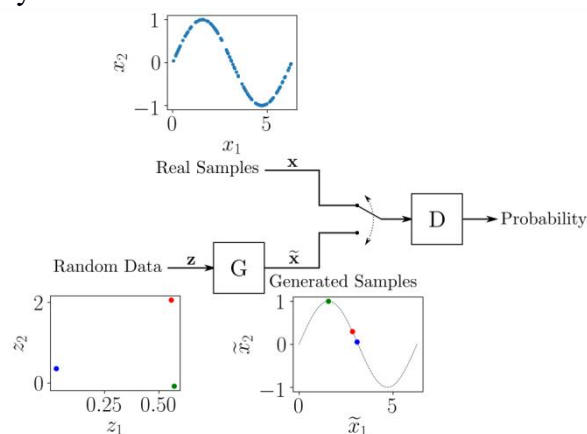 y
1
0
−1
x₂
0 5
x₁
Real Samples x
D Probability
Random Data z G x̃
Generated Samples
2
0
z₂
0.25 0.50
z₁
1
0
−1
x̃₂
0 5
x̃₁